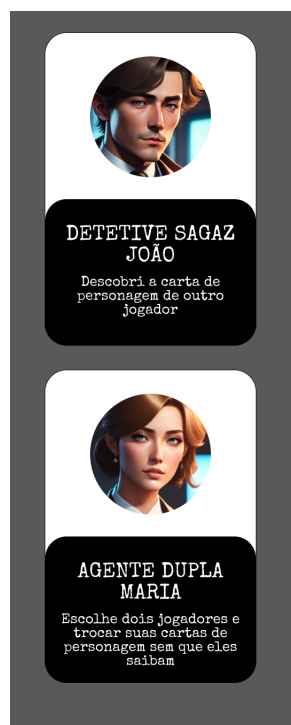 DETETIVE SAGAZ
JOÃO
Descobri a carta de
personagem de outro
jogador
AGENTE DUPLA
MARIA
Escolhe dois jogadores e
trocar suas cartas de
personagem sem que eles
saibam